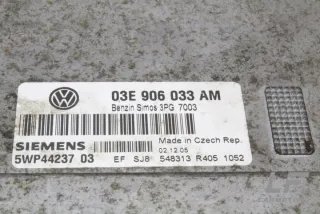 03E 906 033 AM
Benzin Simos 3PG 7003
Made in Czech Rep.
SIEMENS
02.12.05
5WP44237 03
EF SJ8 546313 R405 1052